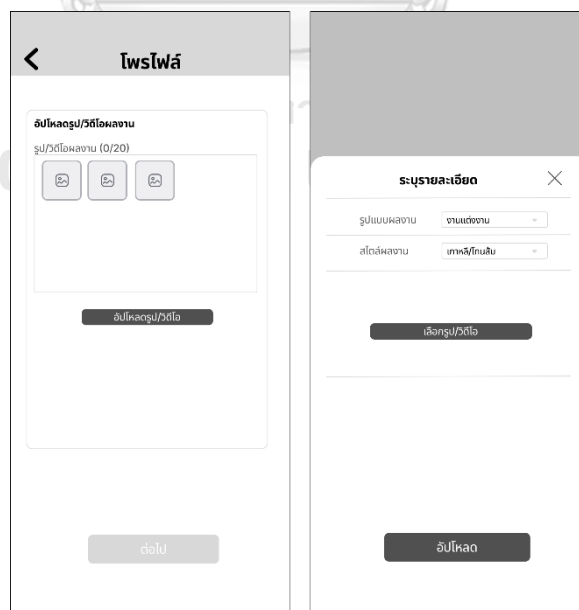 โพรไฟล์
อัปโหลดรูป/วิดีโอผลงาน
รูป/วิดีโอผลงาน (0/20)
อัปโหลดรูป/วิดีโอ
ต่อไป
ระบุรายละเอียด
รูปแบบผลงาน งานแต่งงาน
สไตล์ผลงาน เกาหลี/โทนส้ม
เลือกรูป/วิดีโอ
อัปโหลด